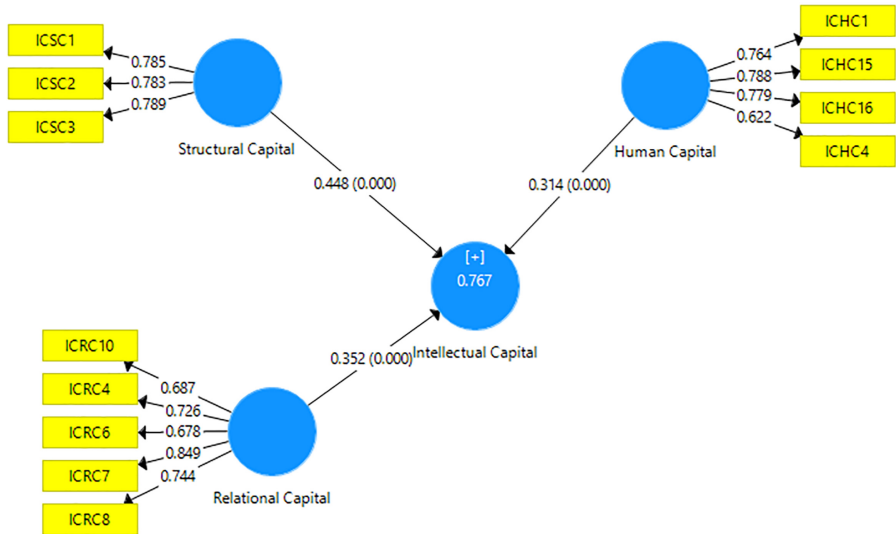 ICSC1
ICSC2
ICSC3
0.785
0.783
0.789
Structural Capital
ICHC1
ICHC15
ICHC16
ICHC4
0.764
0.788
0.779
0.622
Human Capital
0.448 (0.000)
0.314 (0.000)
[+]
0.767
Intellectual Capital
0.352 (0.000)
ICRC10
ICRC4
ICRC6
ICRC7
ICRC8
0.687
0.726
0.678
0.849
0.744
Relational Capital